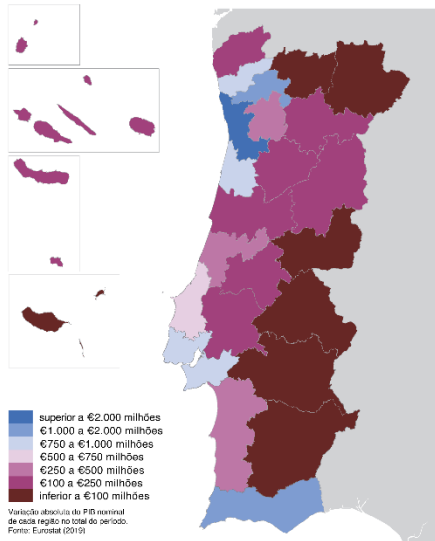 superior a €2.000 milhões
€1.000 a €2.000 milhões
€750 a €1.000 milhões
€500 a €750 milhões
€250 a €500 milhões
€100 a €250 milhões
inferior a €100 milhões
Variação absoluta do PIB nominal
de cada região no total do período.
Fonte: Eurostat (2019)